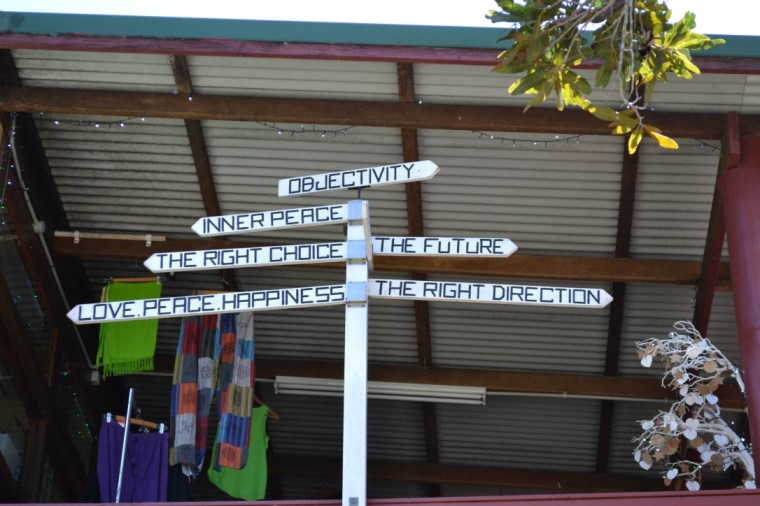 OBJECTIVITY
INNER PEACE
THE RIGHT CHOICE
THE FUTURE
LOVE.PEACE.HAPPINESS.
THE RIGHT DIRECTION